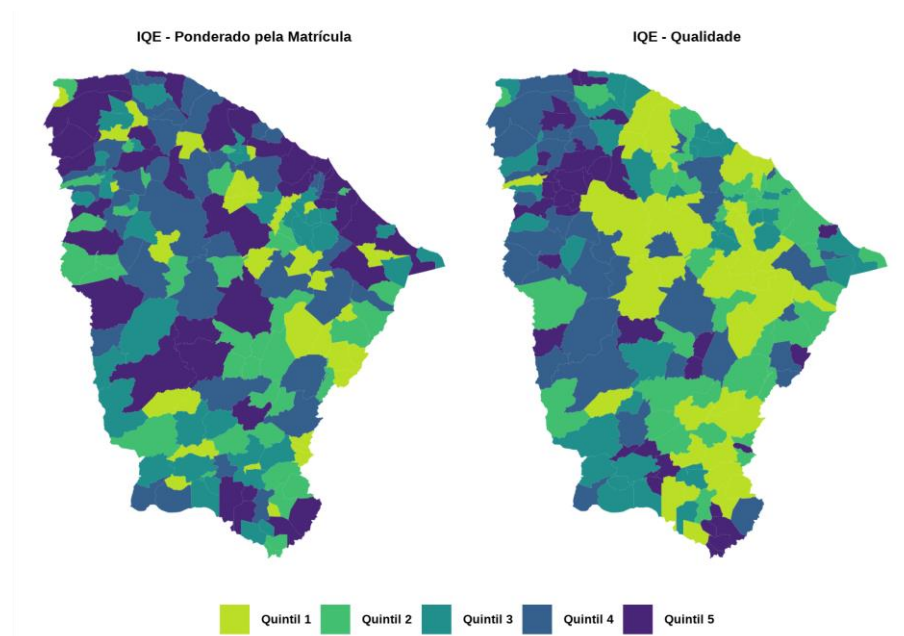 IQE - Ponderado pela Matrícula
IQE - Qualidade
Quintil 1
Quintil 2
Quintil 3
Quintil 4
Quintil 5